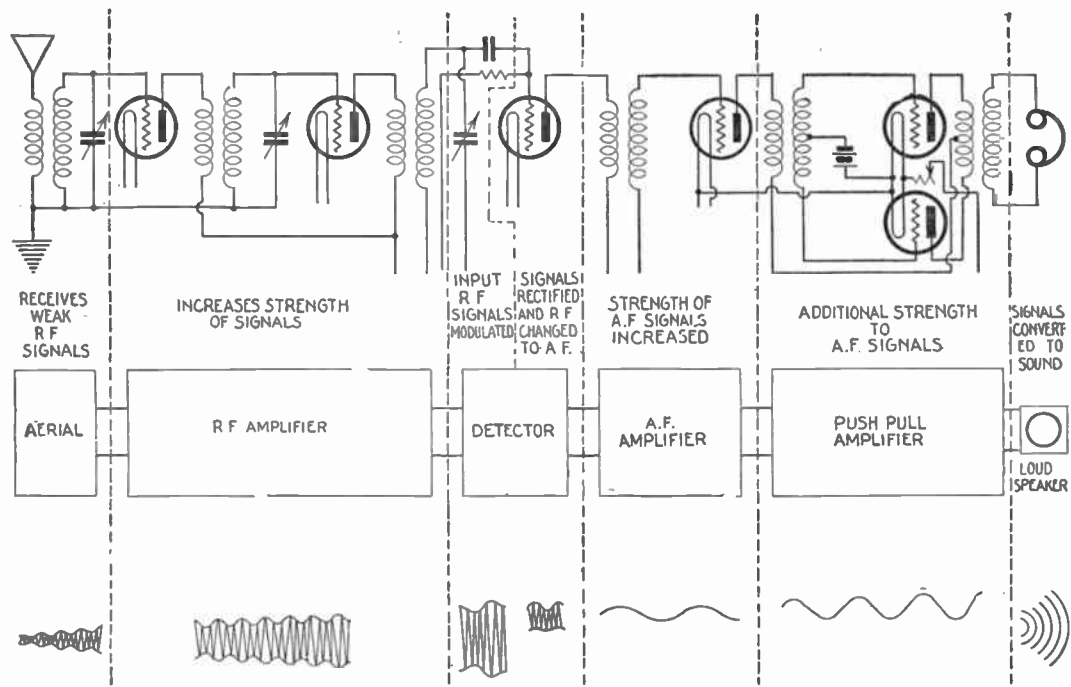 RECEIVES
WEAK
R F
SIGNALS
INCREASES STRENGTH
OF SIGNALS
INPUT
R F
SIGNALS
MODULATED
SIGNALS
RECTIFIED
AND R F
CHANGED
TO A F.
STRENGTH OF
A.F SIGNALS
INCREASED
ADDITIONAL STRENGTH
TO
A.F. SIGNALS
SIGNALS
CONVERT
ED TO
SOUND
AERIAL
R F AMPLIFIER
DETECTOR
A.F.
AMPLIFIER
PUSH PULL
AMPLIFIER
LOUD
SPEAKER